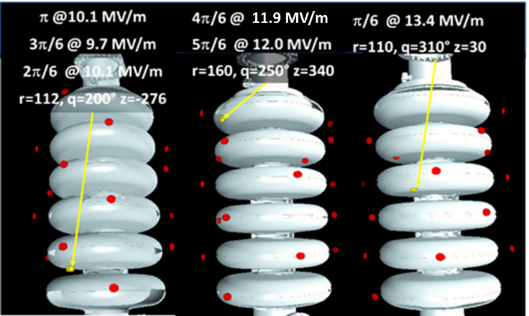 π @10.1 MV/m
3π/6 @ 9.7 MV/m
2π/6 @ 10.1 MV/m
r=112, q=200° z=-276
4π/6 @ 11.9 MV/m
5π/6 @ 12.0 MV/m
r=160, q=250° z=340
π/6 @ 13.4 MV/m
r=110, q=310° z=30